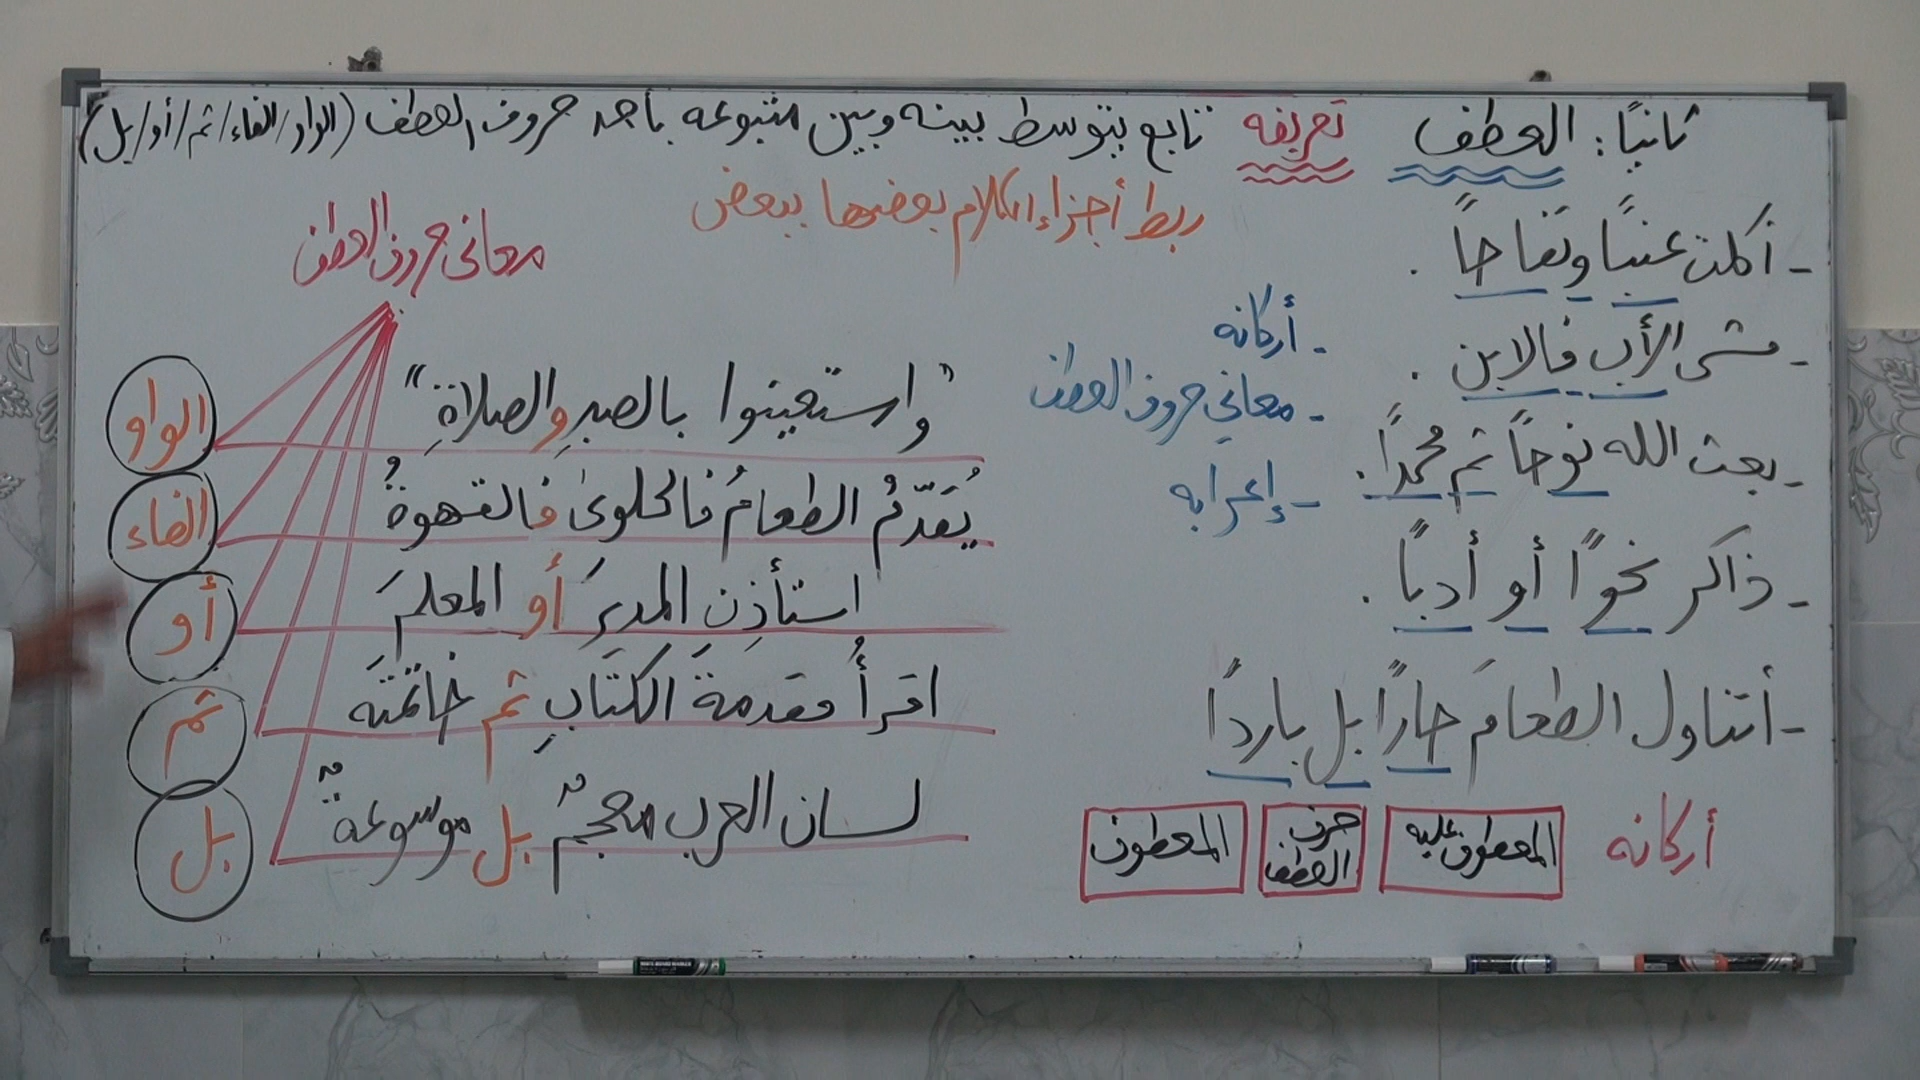 ثانيًا: العطف تعريفه تابع يتوسط بينه وبين متبوعه بأحد حروف العطف (الواو/الفاء/ثم/أو/بل)
ربط أجزاء الكلام بعضها ببعض
- أكلت عنبًا وتفاحًا .
- مشى الأب فالابن .
- بعث الله نوحًا ثم محمدًا .
- ذاكر نحوًا أو أدبًا .
- أتناول الطعامَ حارًا بل باردًا
أركانه المعطوف عليه حرف العطف المعطوف
- أركانه
- معاني حروف العطف
- إعرابه
معاني حروف العطف
الواو "واستعينوا بالصبرِ والصلاةِ"
الفاء يُقَدّمُ الطعامُ فالحلوى فالقهوةُ
أو استأذِن المديرَ أو المعلمَ
ثم اقرأْ مقدمةَ الكتابِ ثم خاتمتَه
بل لسان العرب معجمٌ بل موسوعةٌ